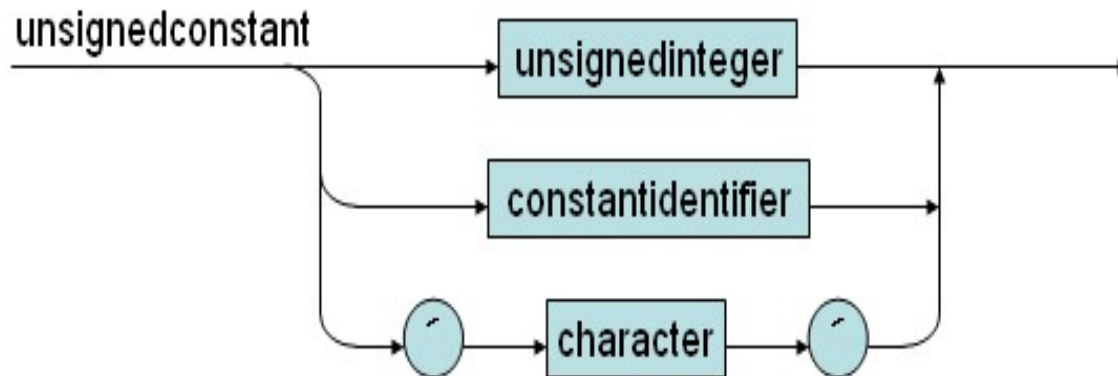 unsignedconstant
unsignedinteger
constantidentifier
' character '